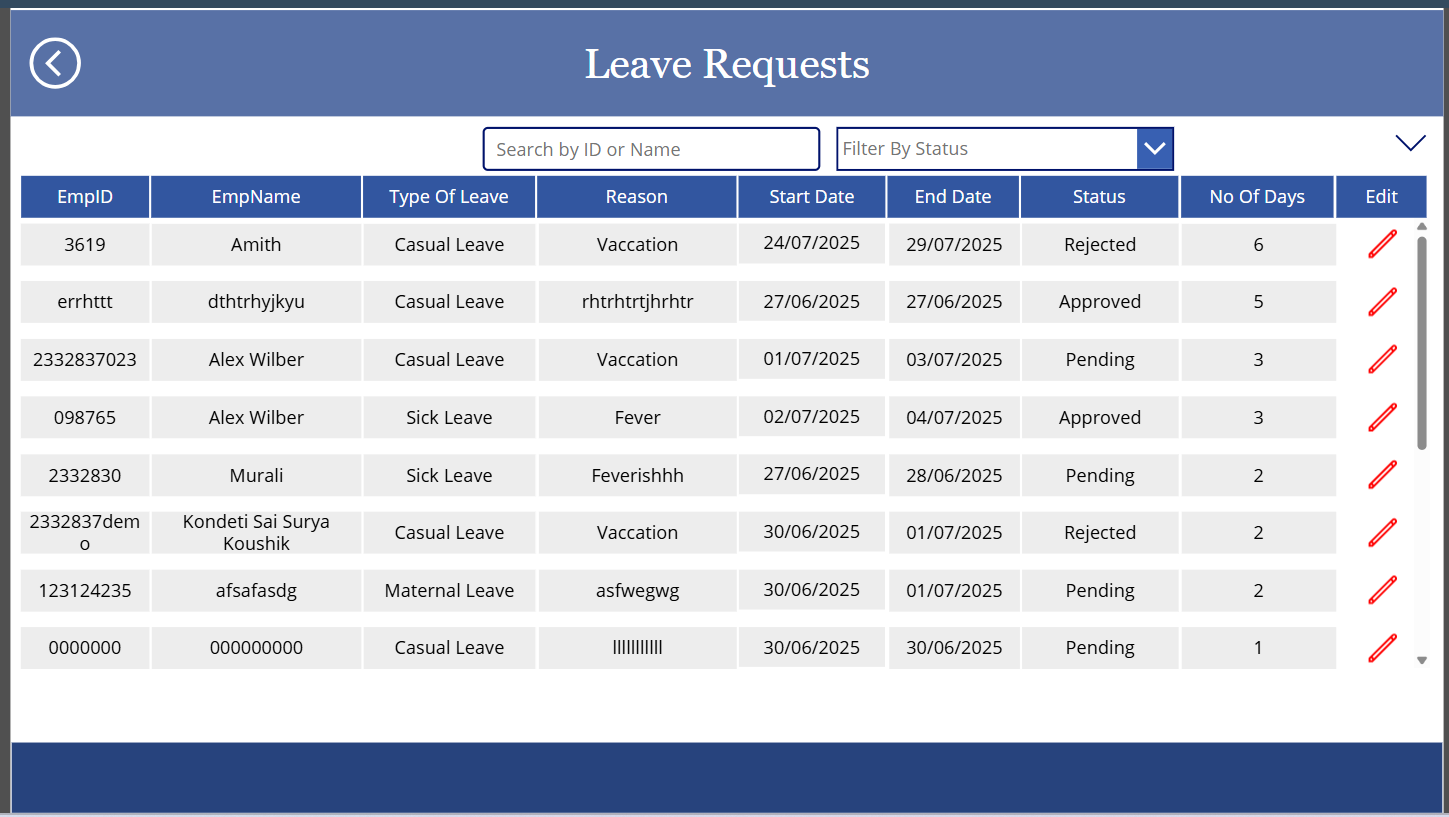 Leave Requests
Search by ID or Name
Filter By Status
EmpID EmpName Type Of Leave Reason Start Date End Date Status No Of Days Edit
3619 Amith Casual Leave Vaccation 24/07/2025 29/07/2025 Rejected 6
errhttt dthtrhyjkyu Casual Leave rhtrhtrtjhrhtr 27/06/2025 27/06/2025 Approved 5
2332837023 Alex Wilber Casual Leave Vaccation 01/07/2025 03/07/2025 Pending 3
098765 Alex Wilber Sick Leave Fever 02/07/2025 04/07/2025 Approved 3
2332830 Murali Sick Leave Feverishhh 27/06/2025 28/06/2025 Pending 2
2332837dem Kondeti Sai Surya
o Koushik Casual Leave Vaccation 30/06/2025 01/07/2025 Rejected 2
123124235 afsafasdg Maternal Leave asfwegwg 30/06/2025 01/07/2025 Pending 2
0000000 000000000 Casual Leave lllllllllll 30/06/2025 30/06/2025 Pending 1